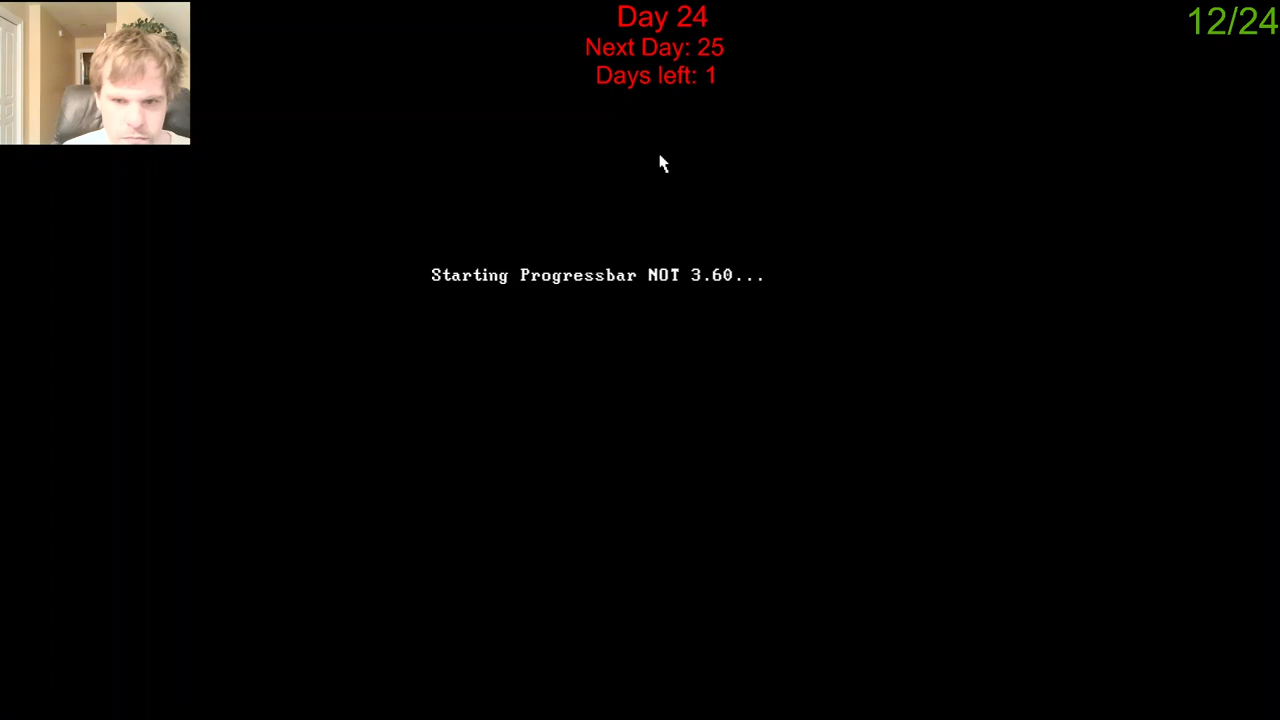 Day 24
Next Day: 25
Days left: 1
12/24
Starting Progressbar NOT 3.60...